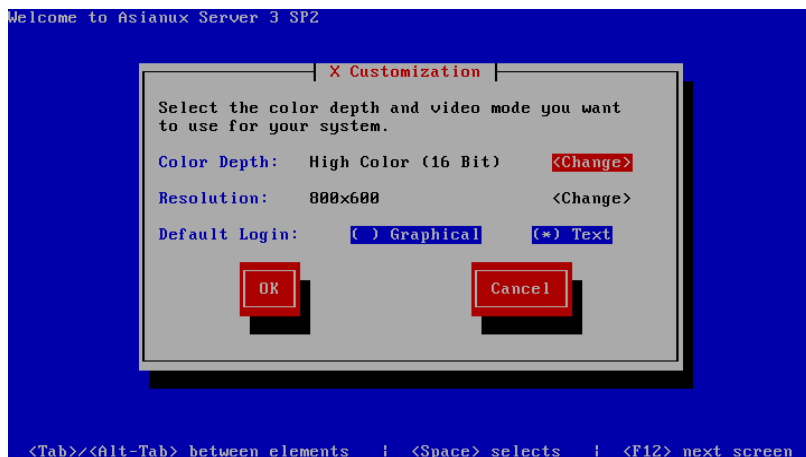 Welcome to Asianux Server 3 SP2
X Customization
Select the color depth and video mode you want
to use for your system.
Color Depth: High Color (16 Bit) <Change>
Resolution: 800x600 <Change>
Default Login: ( ) Graphical (*) Text
OK Cancel
<Tab>/<Alt-Tab> between elements | <Space> selects | <F12> next screen